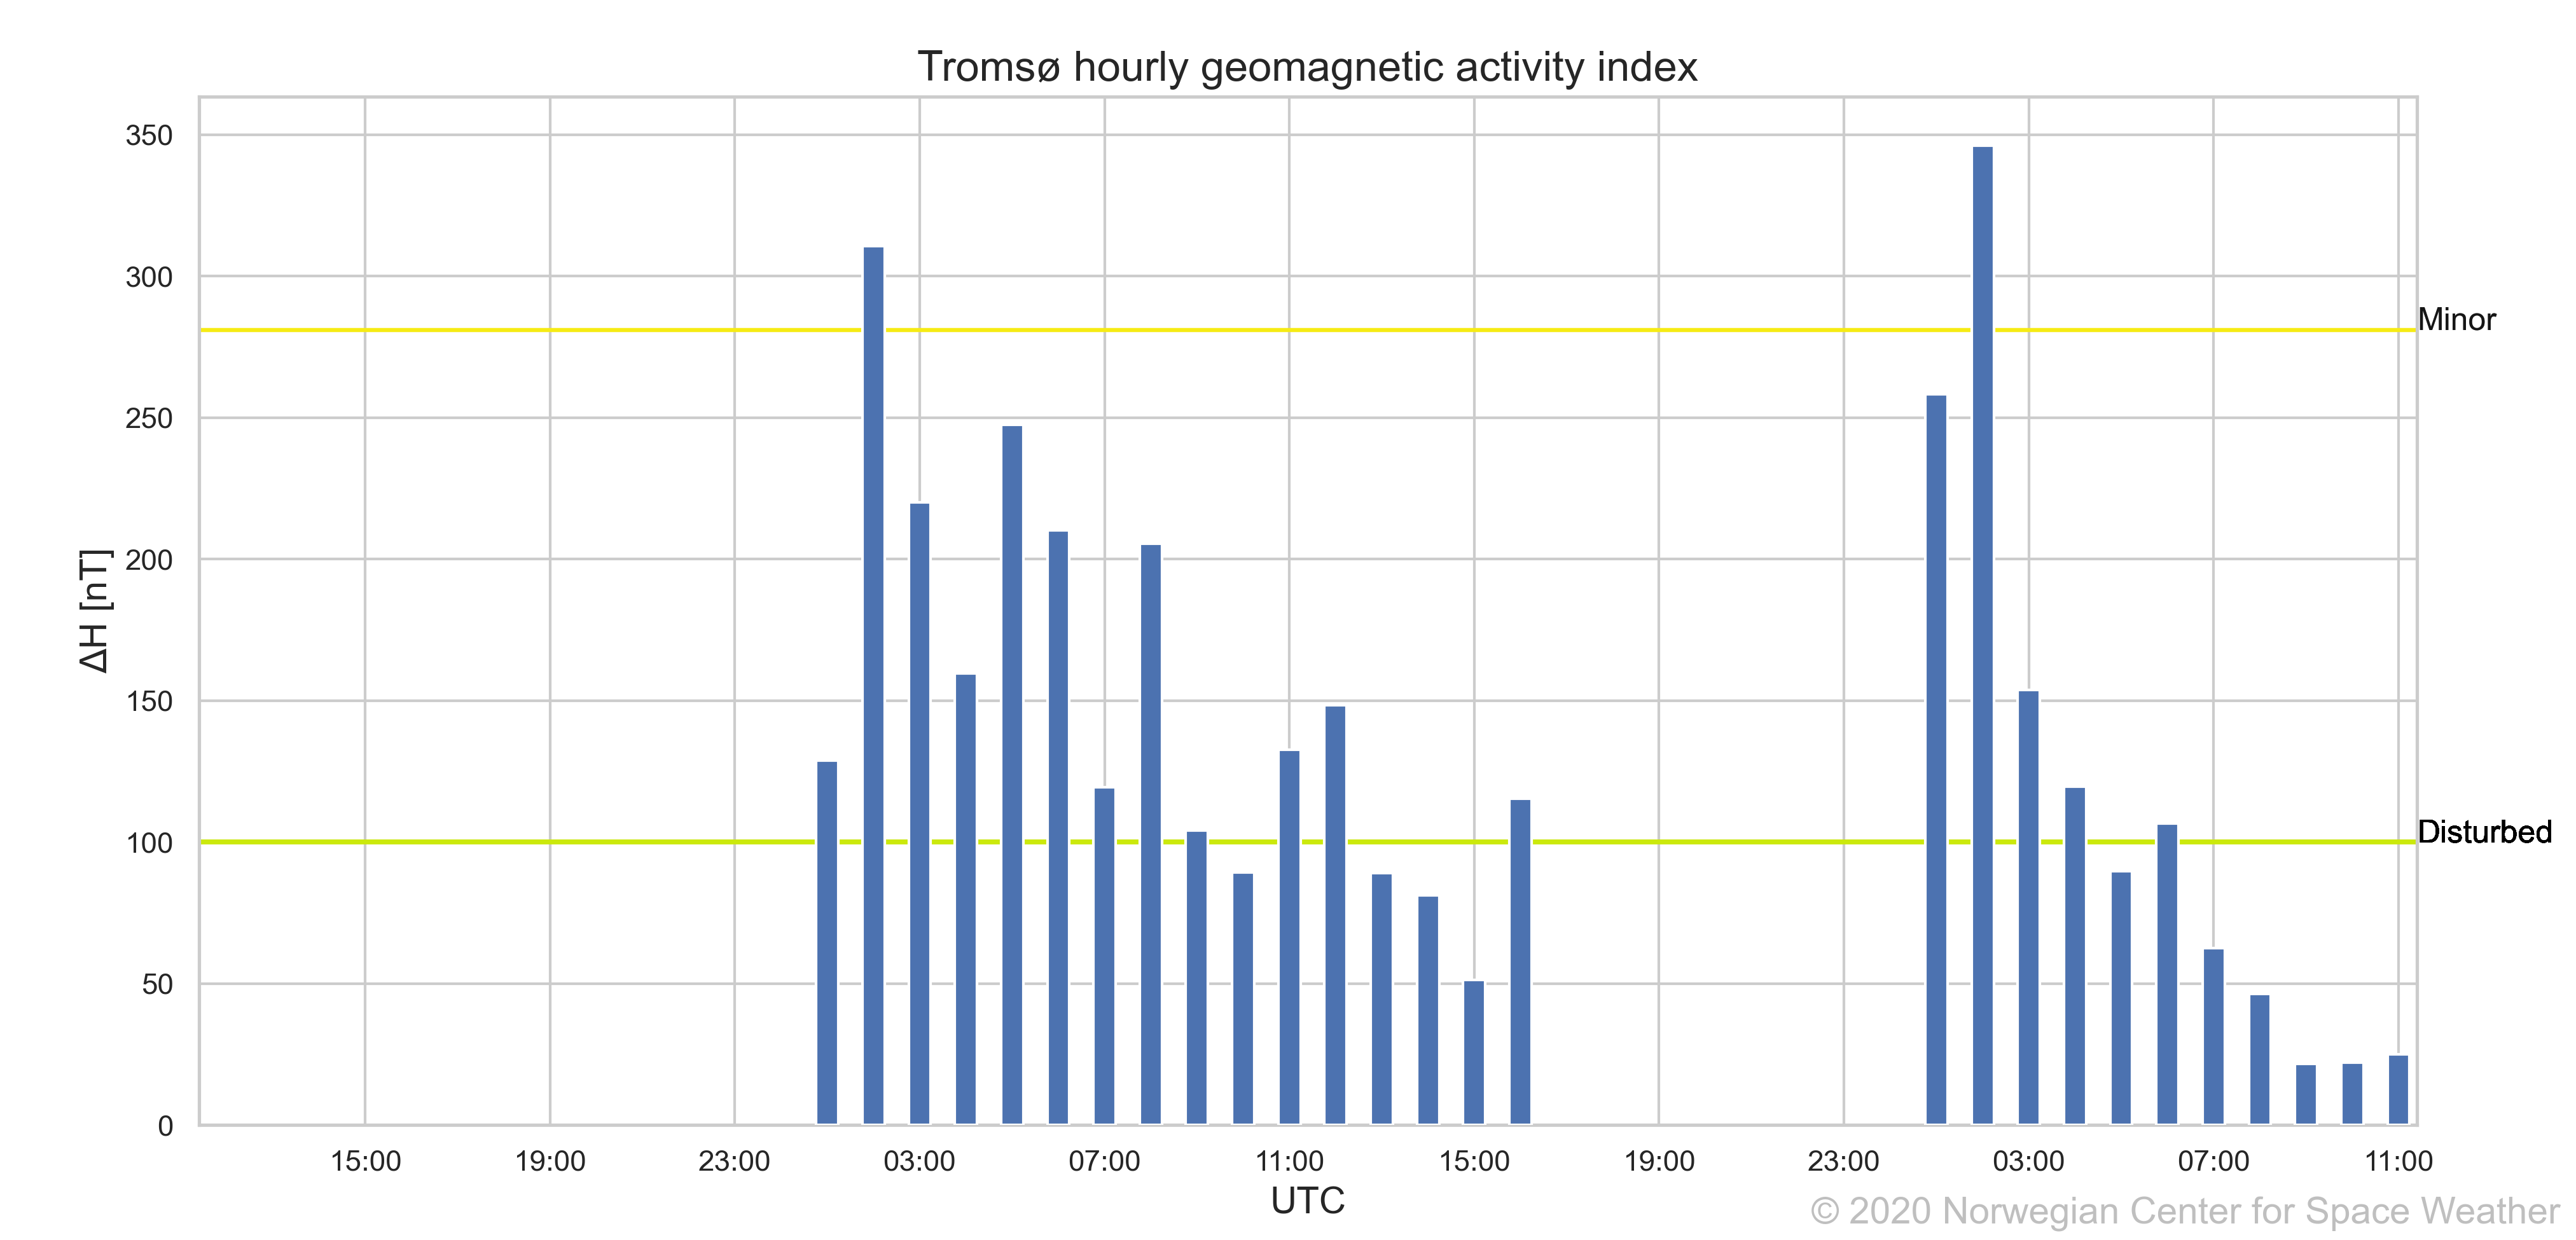 Tromsø hourly geomagnetic activity index
350
300
250
200
150
100
50
0
ΔH [nT]
Minor
Disturbed
15:00 19:00 23:00 03:00 07:00 11:00 15:00 19:00 23:00 03:00 07:00 11:00
UTC
© 2020 Norwegian Center for Space Weather